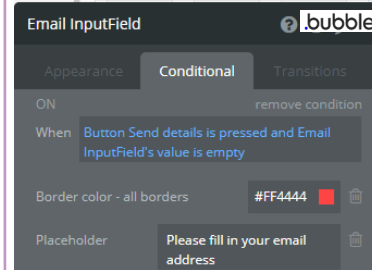 Email InputField
? .bubble
Appearance Conditional Transitions
ON remove condition
When Button Send details is pressed and Email
InputField's value is empty
Border color - all borders #FF4444
Placeholder Please fill in your email
address